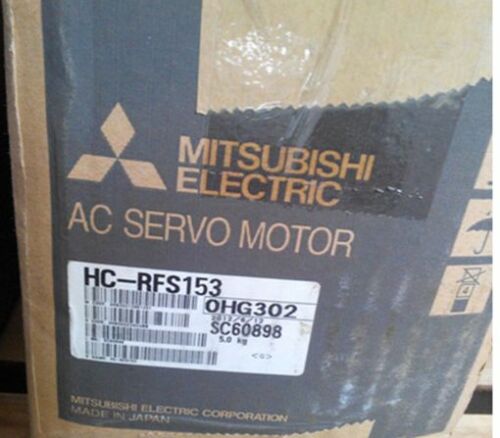 MITSUBISHI
ELECTRIC
AC SERVO MOTOR
HC-RFS153
OHG302
SC60898
5.0 kg
<G>
MITSUBISHI ELECTRIC CORPORATION
MADE IN JAPAN